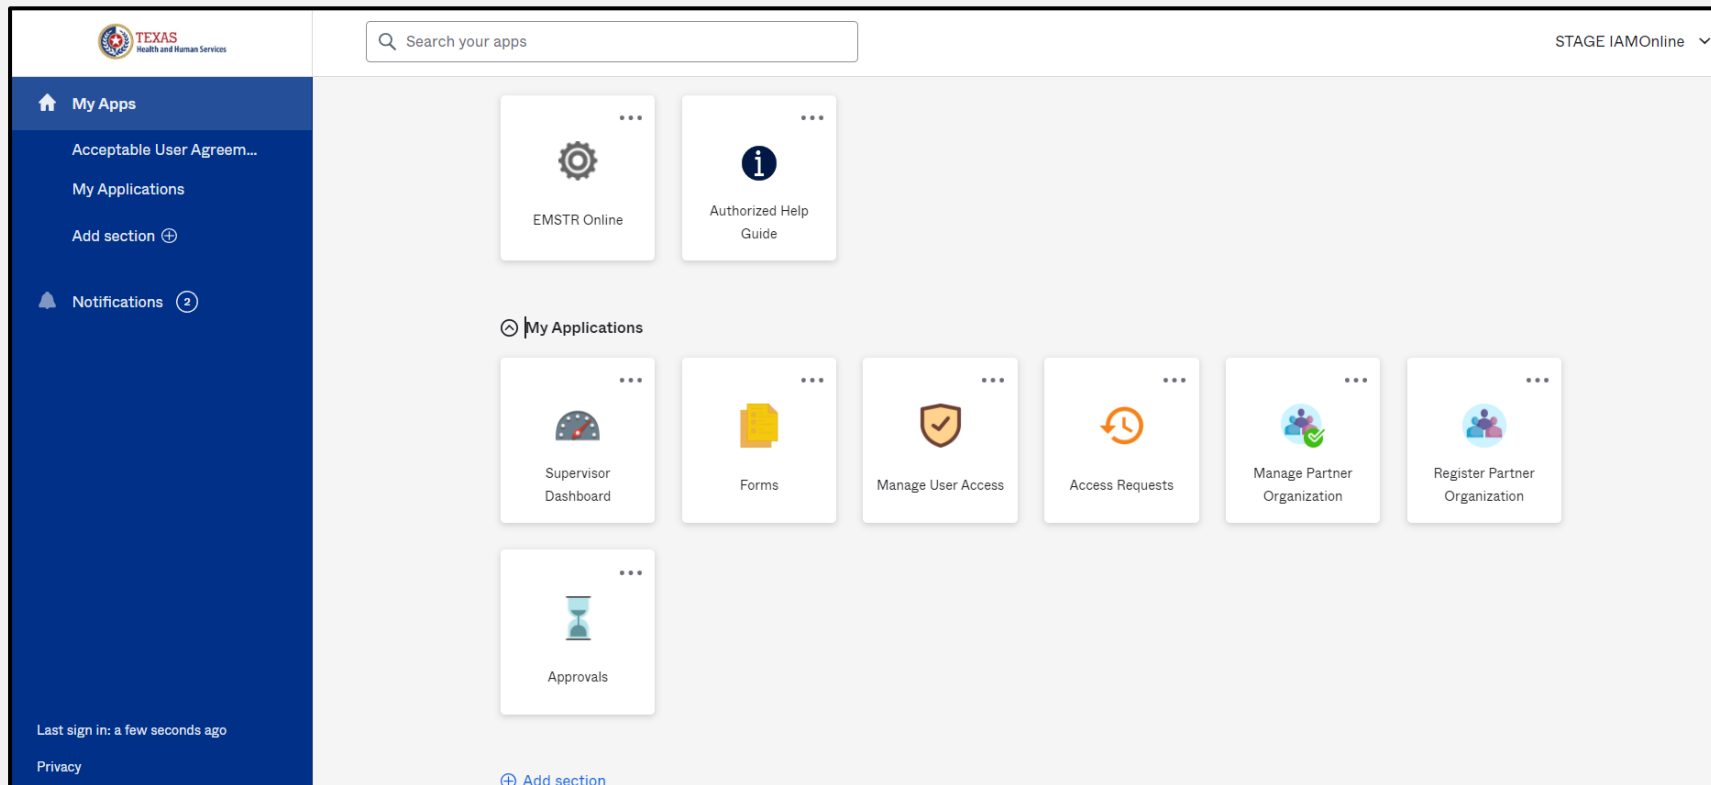 TEXAS
Health and Human Services
Search your apps
STAGE IAMOnline
My Apps
Acceptable User Agreem...
My Applications
Add section
Notifications 2
Last sign in: a few seconds ago
Privacy
EMSTR Online
Authorized Help
Guide
My Applications
Supervisor
Dashboard
Forms
Manage User Access
Access Requests
Manage Partner
Organization
Register Partner
Organization
Approvals
Add section